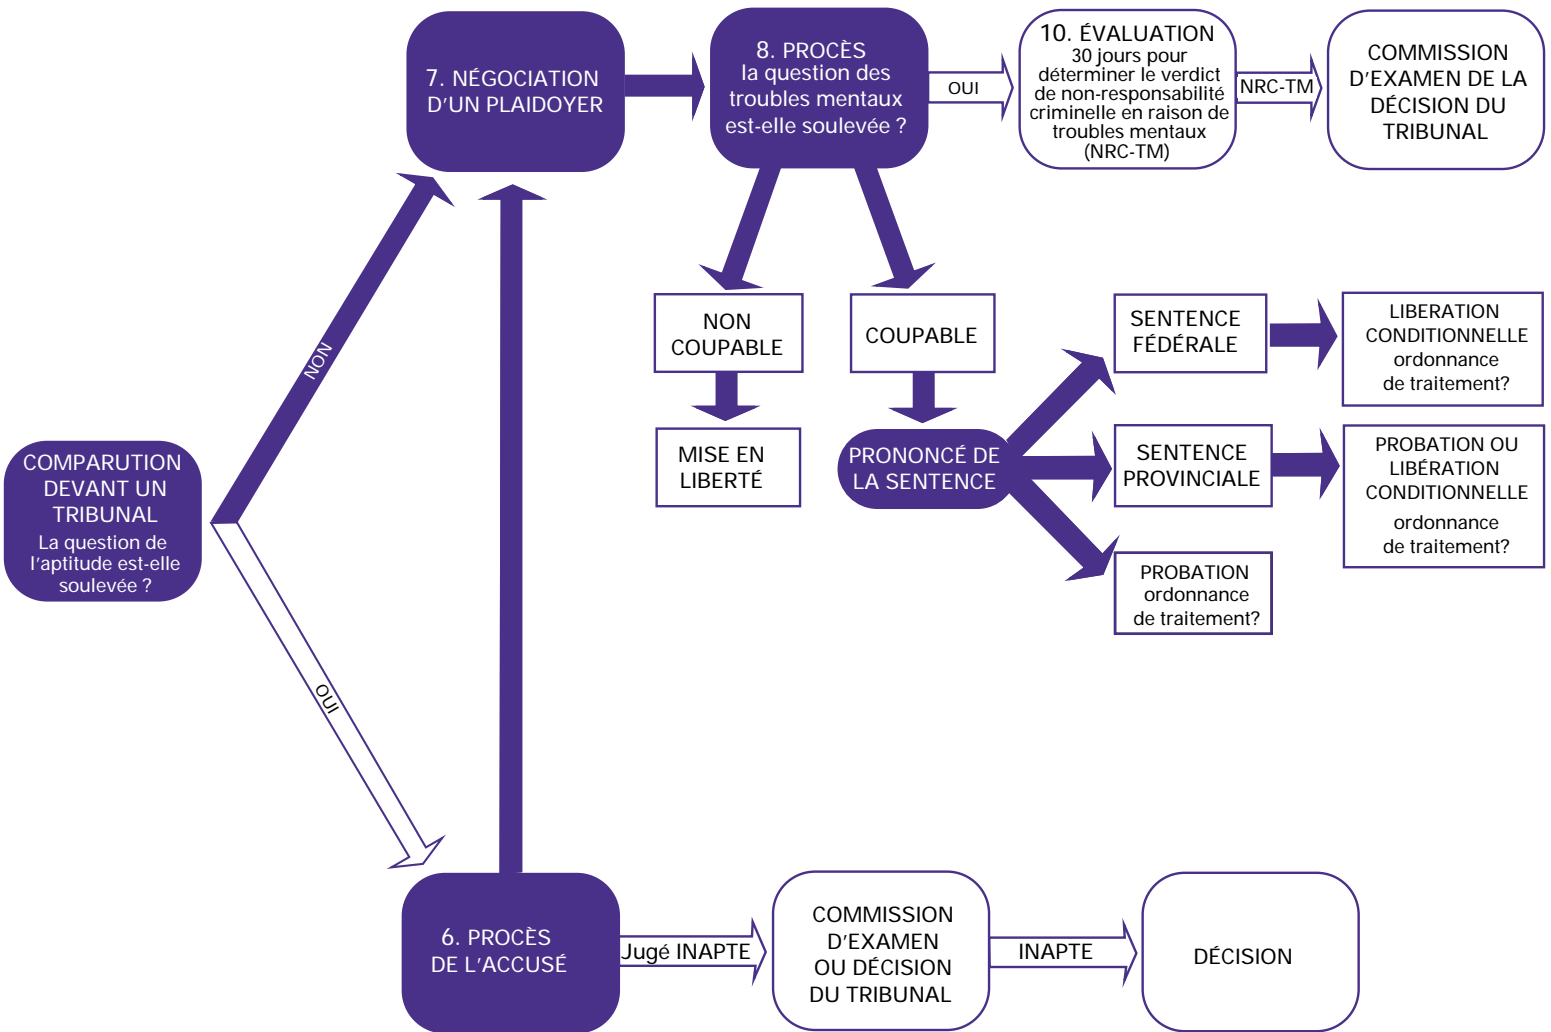 7. NÉGOCIATION
D'UN PLAIDOYER
8. PROCÈS
la question des
troubles mentaux
est-elle soulevée ?
OUI
10. ÉVALUATION
30 jours pour
déterminer le verdict
de non-responsabilité
criminelle en raison de
troubles mentaux
(NRC-TM)
NRC-TM
COMMISSION
D'EXAMEN DE LA
DÉCISION DU
TRIBUNAL
NON
NON
COUPABLE
COUPABLE
SENTENCE
FÉDÉRALE
LIBERATION
CONDITIONNELLE
ordonnance
de traitement?
COMPARUTION
DEVANT UN
TRIBUNAL
La question de
l'aptitude est-elle
soulevée ?
MISE EN
LIBERTÉ
PRONONCÉ DE
LA SENTENCE
SENTENCE
PROVINCIALE
PROBATION OU
LIBÉRATION
CONDITIONNELLE
ordonnance
de traitement?
PROBATION
ordonnance
de traitement?
OUI
6. PROCÈS
DE L'ACCUSÉ
Jugé INAPTE
COMMISSION
D'EXAMEN
OU DÉCISION
DU TRIBUNAL
INAPTE
DÉCISION